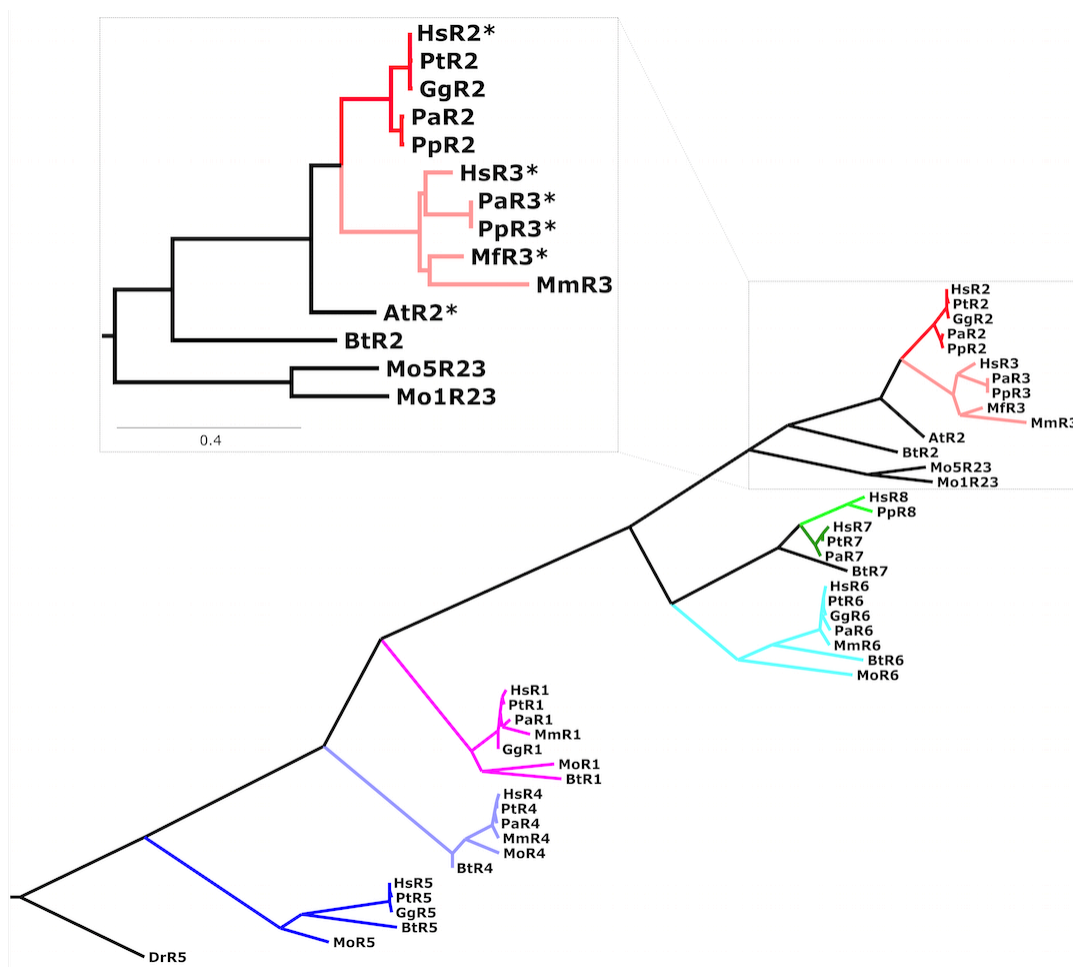 HsR2*
PtR2
GgR2
PaR2
PpR2
HsR3*
PaR3*
PpR3*
MfR3*
MmR3
AtR2*
BtR2
Mo5R23
Mo1R23
0.4
HsR2
PtR2
GgR2
PaR2
PpR2
HsR3
PaR3
PpR3
MfR3
MmR3
AtR2
BtR2
Mo5R23
Mo1R23
HsR8
PpR8
HsR7
PtR7
PaR7
BtR7
HsR6
PtR6
GgR6
PaR6
MmR6
BtR6
MoR6
HsR1
PtR1
PaR1
MmR1
GgR1
MoR1
BtR1
HsR4
PtR4
PaR4
MmR4
MoR4
BtR4
HsR5
PtR5
GgR5
BtR5
MoR5
DrR5